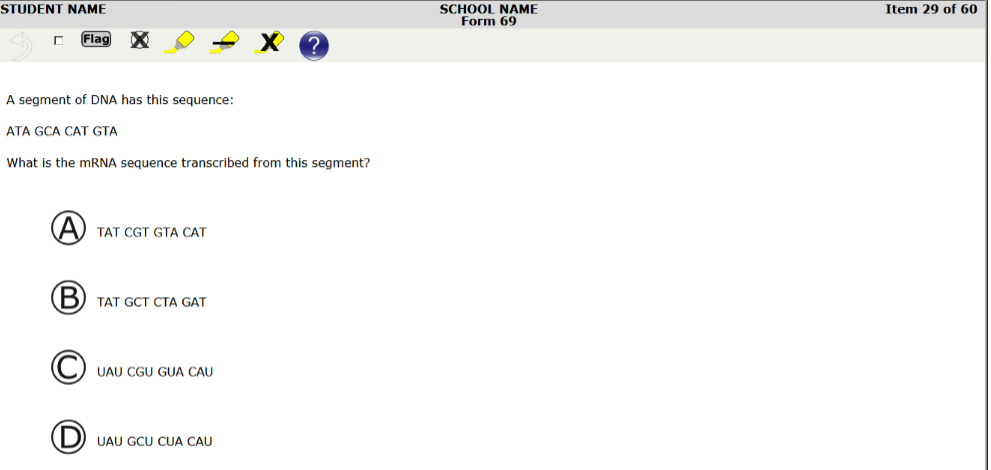 STUDENT NAME SCHOOL NAME Item 29 of 60
Form 69
Flag X ?
A segment of DNA has this sequence:
ATA GCA CAT GTA
What is the mRNA sequence transcribed from this segment?
A TAT CGT GTA CAT
B TAT GCT CTA GAT
C UAU CGU GUA CAU
D UAU GCU CUA CAU